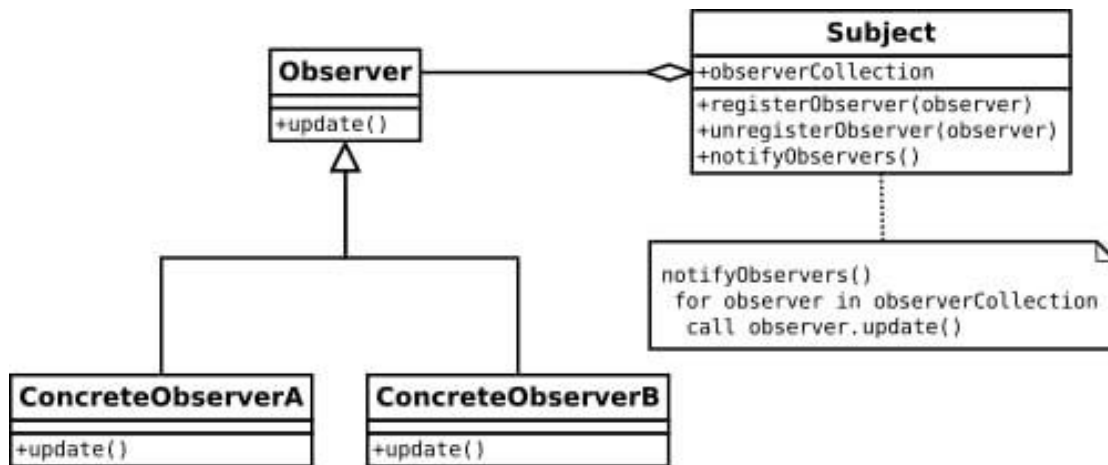 Observer
+update()
Subject
+observerCollection
+registerObserver(observer)
+unregisterObserver(observer)
+notifyObservers()
notifyObservers()
for observer in observerCollection
call observer.update()
ConcreteObserverA
+update()
ConcreteObserverB
+update()